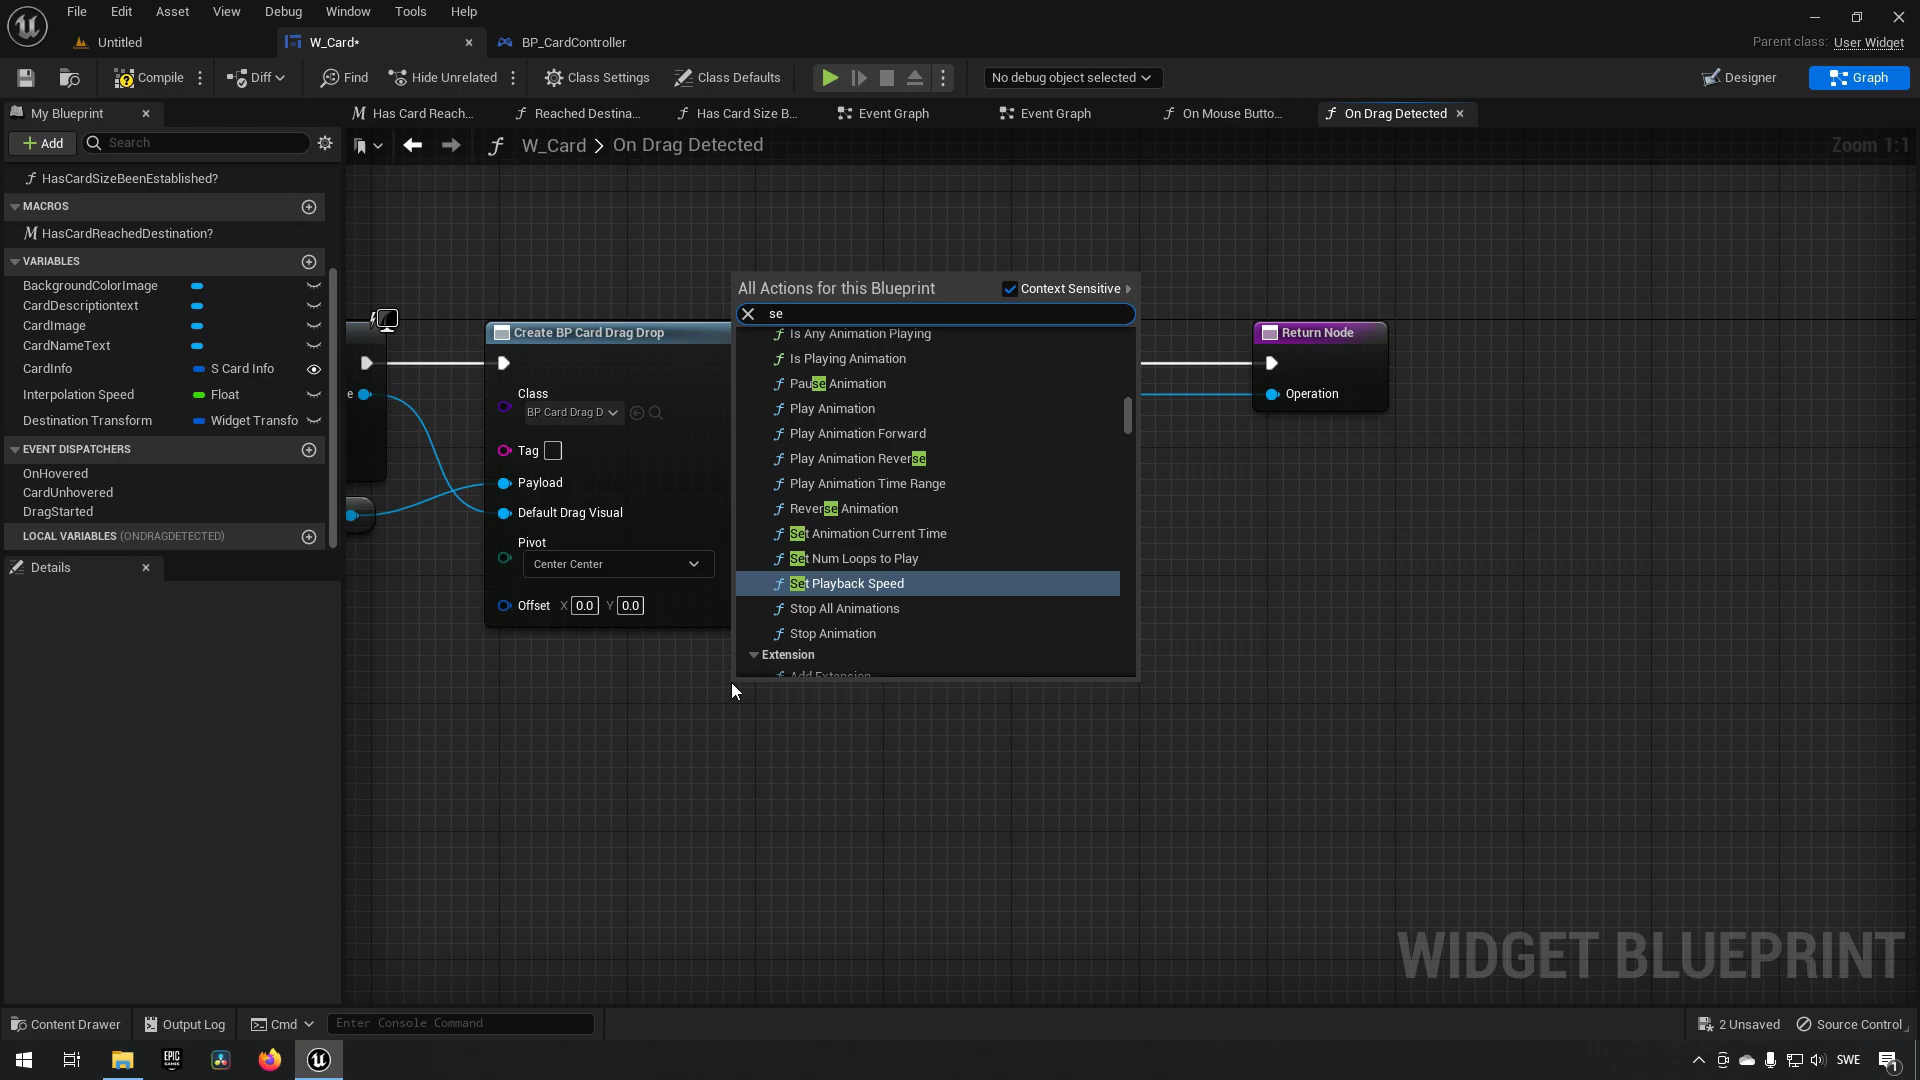 File Edit Asset View Debug Window Tools Help
Untitled W_Card* BP_CardController Parent class: User Widget
Compile Diff Find Hide Unrelated Class Settings Class Defaults No debug object selected Designer Graph
My Blueprint Has Card Reach... Reached Destina... Has Card Size B... Event Graph Event Graph On Mouse Butto... On Drag Detected
Add Search W_Card > On Drag Detected Zoom 1:1
HasCardSizeBeenEstablished?
MACROS
HasCardReachedDestination?
VARIABLES
BackgroundColorImage
CardDescriptiontext
CardImage
CardNameText
CardInfo S Card Info
Interpolation Speed Float
Destination Transform Widget Transfo
EVENT DISPATCHERS
OnHovered
CardUnhovered
DragStarted
LOCAL VARIABLES (ONDRAGDETECTED)
Details
e
Create BP Card Drag Drop
Class
BP Card Drag D
Tag
Payload
Default Drag Visual
Pivot
Center Center
Offset X 0.0 Y 0.0
All Actions for this Blueprint Context Sensitive
se
Is Any Animation Playing
Is Playing Animation
Pause Animation
Play Animation
Play Animation Forward
Play Animation Reverse
Play Animation Time Range
Reverse Animation
Set Animation Current Time
Set Num Loops to Play
Set Playback Speed
Stop All Animations
Stop Animation
Extension
Add Extension
Return Node
Operation
WIDGET BLUEPRINT
Content Drawer Output Log Cmd Enter Console Command 2 Unsaved Source Control
EPIC GAMES SWE 1